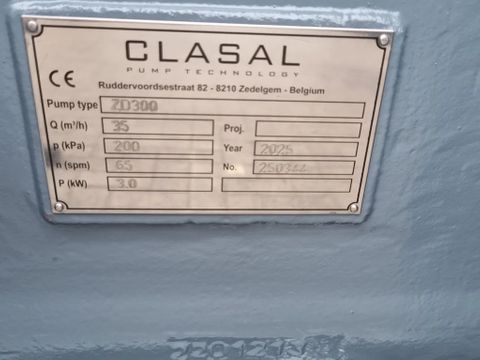 CLASAL
PUMP TECHNOLOGY
CE
Ruddervoordsestraat 82 - 8210 Zedelgem - Belgium
Pump type ZD300
Q (m³/h) 35 Proj.
p (kPa) 200 Year 2025
n (spm) 65 No. 250344
P (kW) 3.0